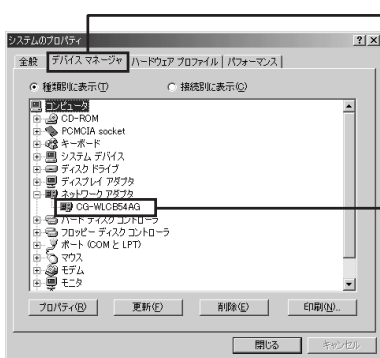 システムのプロパティ
全般 デバイス マネージャ ハードウェア プロファイル パフォーマンス
種類別に表示(T) 接続別に表示(C)
コンピュータ
CD-ROM
PCMCIA socket
キーボード
システム デバイス
ディスク ドライブ
ディスプレイ アダプタ
ネットワーク アダプタ
CG-WLCB54AG
ハード ディスク コントローラ
フロッピー ディスク コントローラ
ポート (COM と LPT)
マウス
モデム
モニタ
プロパティ(R) 更新(F) 削除(E) 印刷(N)...
閉じる キャンセル